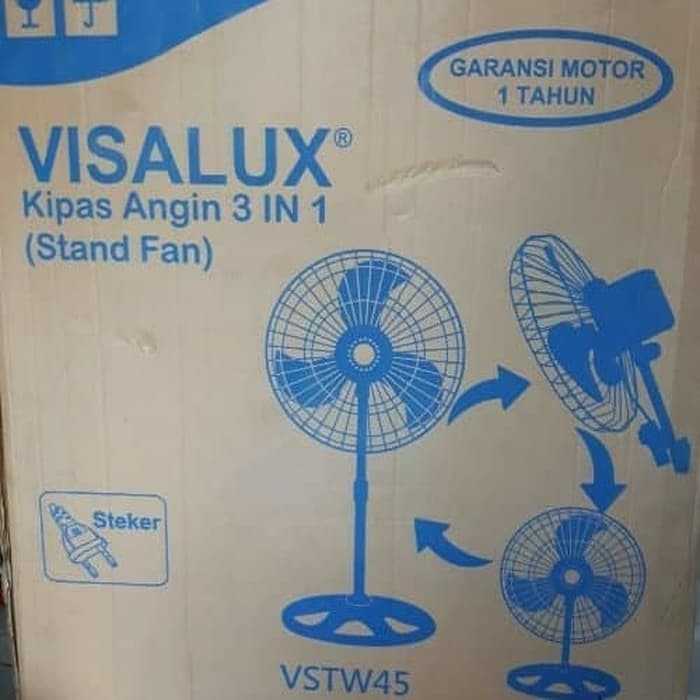 GARANSI MOTOR
1 TAHUN
VISALUX®
Kipas Angin 3 IN 1
(Stand Fan)
Steker
VSTW45